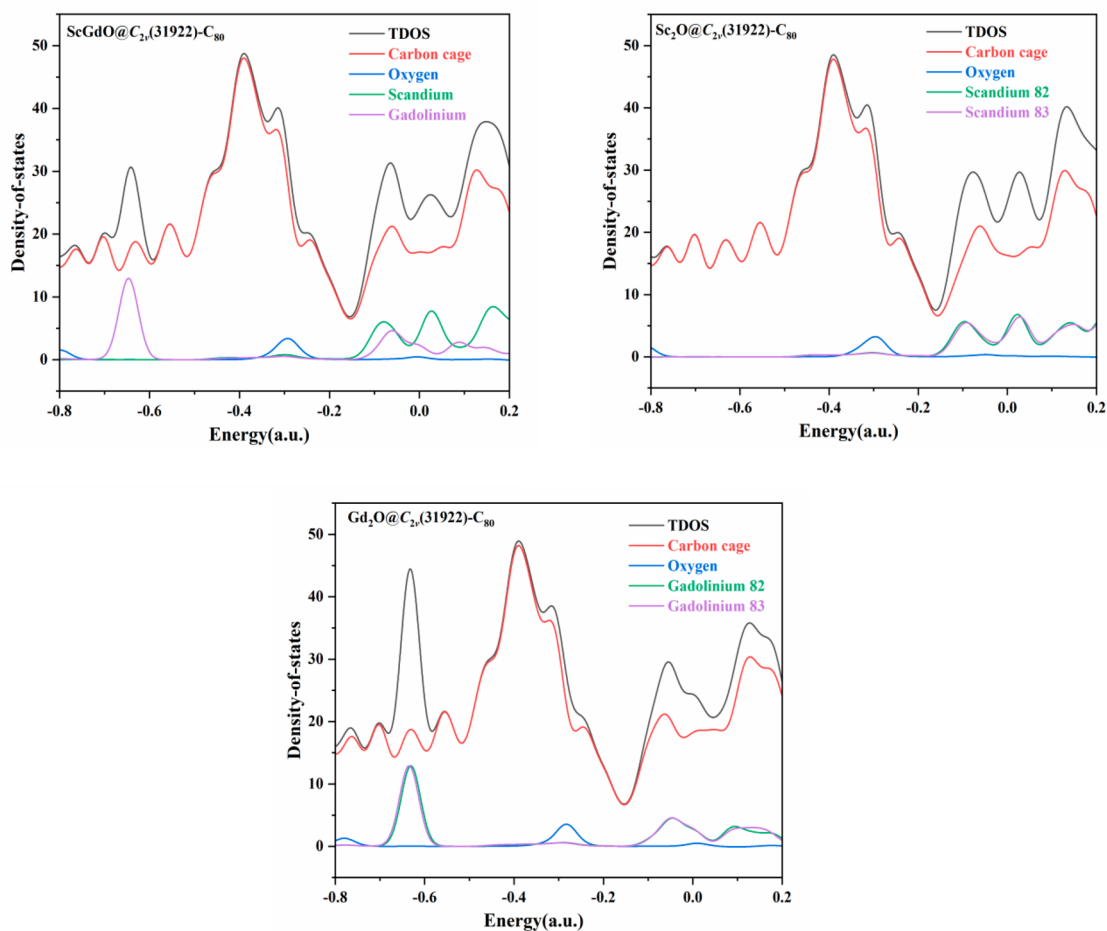 ScGdO@C2v(31922)-C80
TDOS
Carbon cage
Oxygen
Scandium
Gadolinium
Density-of-states
50
40
30
20
10
0
-0.8 -0.6 -0.4 -0.2 0.0 0.2
Energy(a.u.)
Sc2O@C2v(31922)-C80
TDOS
Carbon cage
Oxygen
Scandium 82
Scandium 83
Density-of-states
50
40
30
20
10
0
-0.8 -0.6 -0.4 -0.2 0.0 0.2
Energy(a.u.)
Gd2O@C2v(31922)-C80
TDOS
Carbon cage
Oxygen
Gadolinium 82
Gadolinium 83
Density-of-states
50
40
30
20
10
0
-0.8 -0.6 -0.4 -0.2 0.0 0.2
Energy(a.u.)